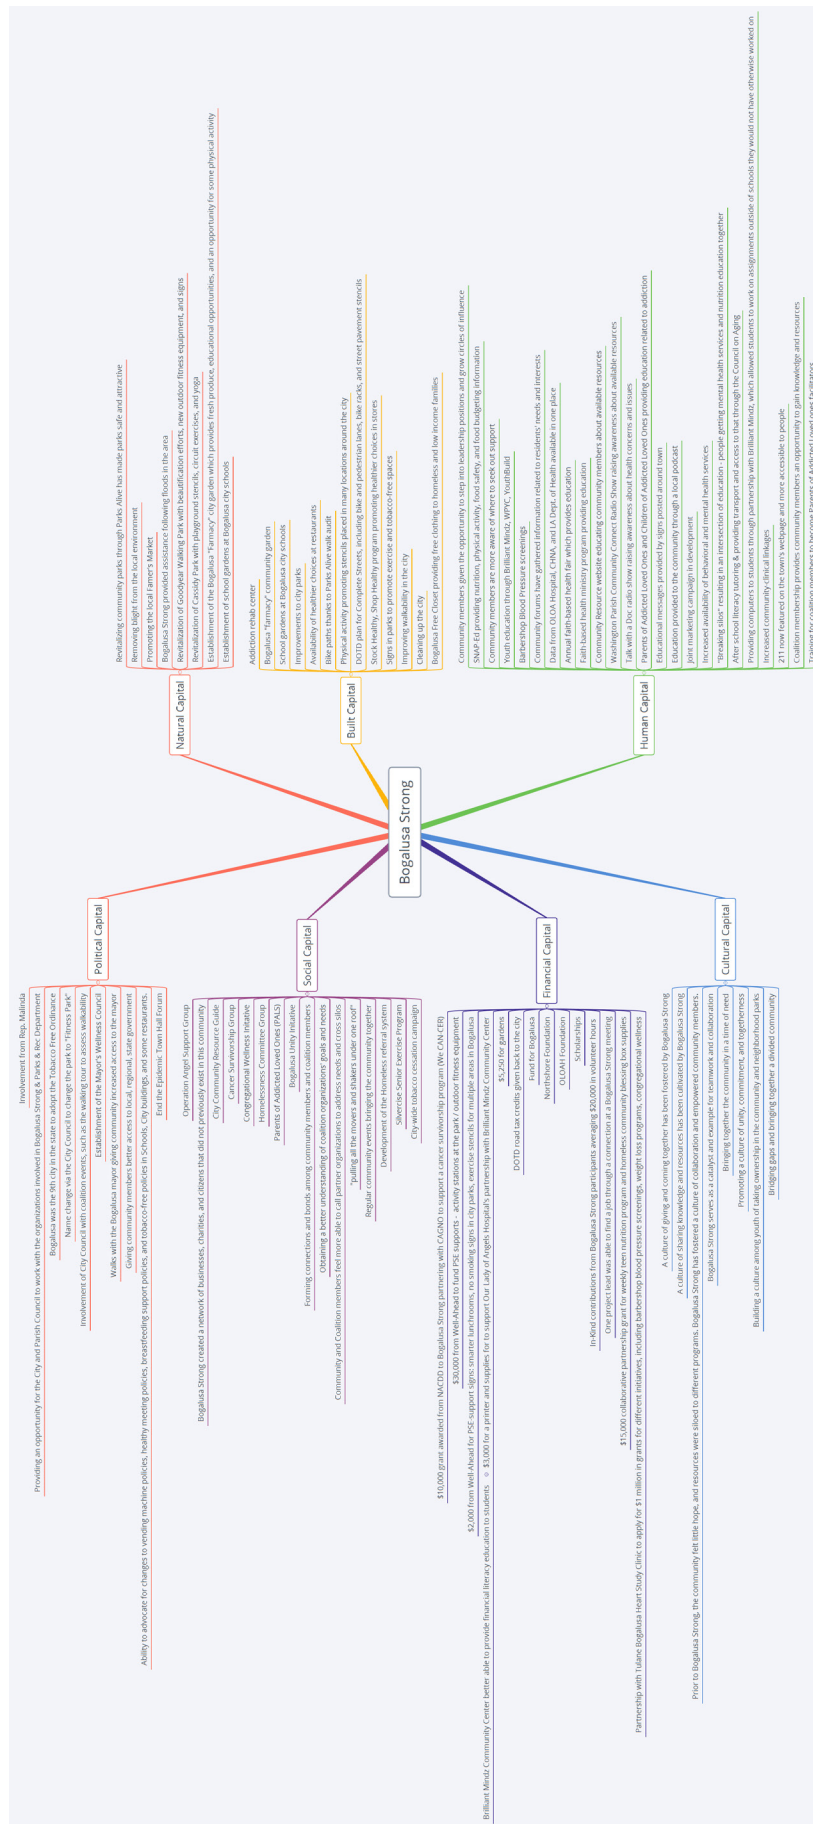 Bogalusa Strong
Natural Capital
Revitalizing community parks through Parks Alive has made parks safe and attractive
Removing blight from the local environment
Promoting the local Famer's Market
Bogalusa Strong provided assistance following floods in the area
Revitalization of Goodyear Walking Park with beautification efforts, new outdoor fitness equipment, and signs
Revitalization of Cassidy Park with playground stencils, circuit exercises, and yoga
Establishment of the Bogalusa "Farmacy" city garden which provides fresh produce, educational opportunities, and an opportunity for some physical activity
Establishment of school gardens at Bogalusa city schools
Built Capital
Addiction rehab center
Bogalusa "farmacy" community garden
School gardens at Bogalusa city schools
Improvements to city parks
Availability of healthier choices at restaurants
Bike paths thanks to Parks Alive walk audit
Physical activity promoting stencils placed in many locations around the city
DOTD plan for Complete Streets, including bike and pedestrian lanes, bike racks, and street pavement stencils
Stock Healthy, Shop Healthy program promoting healthier choices in stores
Signs in parks to promote exercise and tobacco-free spaces
Improving walkability in the city
Cleaning up the city
Bogalusa Free Closet providing free clothing to homeless and low income families
Human Capital
Community members given the opportunity to step into leadership positions and grow circles of influence
SNAP-Ed providing nutrition, physical activity, food safety, and food budgeting information
Community members are more aware of where to seek out support
Youth education through Brilliant Mindz, WPYC, YouthBuild
Barbershop Blood Pressure screenings
Community forums have gathered information related to residents' needs and interests
Data from OLOA Hospital, CHNA, and LA Dept. of Health available in one place
Annual faith-based health fair which provides education
Faith-based health ministry program providing education
Community Resource website educating community members about available resources
Washington Parish Community Connect Radio Show raising awareness about available resources
Talk with a Doc radio show raising awareness about health concerns and issues
Parents of Addicted Loved Ones and Children of Addicted Loved Ones providing education related to addiction
Educational messages provided by signs posted around town
Education provided to the community through a local podcast
Joint marketing campaign in development
Increased availability of behavioral and mental health services
"Breaking silos" resulting in an intersection of education - people getting mental health services and nutrition education together
After school literacy tutoring & providing transport and access to that through the Council on Aging
Providing computers to students through partnership with Brilliant Mindz, which allowed students to work on assignments outside of schools they would not have otherwise worked on
Increased community-clinical linkages
211 now featured on the town's webpage and more accessible to people
Coalition membership provides community members an opportunity to gain knowledge and resources
Training for coalition members to become Parents of Addicted Loved ones facilitators
Political Capital
Involvement from Rep. Malinda
Providing an opportunity for the City and Parish Council to work with the organizations involved in Bogalusa Strong & Parks & Rec Department
Bogalusa was the 9th city in the state to adopt the Tobacco Free Ordinance
Name change via the City Council to change the park to "Fitness Park"
Involvement of City Council with coalition events, such as the walking tour to assess walkability
Establishment of the Mayor's Wellness Council
Walks with the Bogalusa mayor giving community increased access to the mayor
Giving community members better access to local, regional, state government
Ability to advocate for changes to vending machine policies, healthy meeting policies, breastfeeding support policies, and tobacco-free policies in Schools, City buildings, and some restaurants.
End the Epidemic Town Hall Forum
Social Capital
Operation Angel Support Group
Bogalusa Strong created a network of businesses, charities, and citizens that did not previously exist in this community
City Community Resource Guide
Cancer Survivorship Group
Congregational Wellness Initative
Homelessness Committee Group
Parents of Addicted Loved Ones (PALS)
Bogalusa Unity Initiative
Forming connections and bonds among community members and coalition members
Obtaining a better understanding of coalition organizations' goals and needs
Community and Coalition members feel more able to call partner organizations to address needs and cross silos
"pulling all the movers and shakers under one roof"
Regular community events bringing the community together
Development of the Homeless referral system
Silverrise Senior Exercise Program
City-wide tobacco cessation campaign
Financial Capital
$10,000 grant awarded from NACDD to Bogalusa Strong partnering with CAGNO to support a cancer survivorship program (We CAN CER)
$30,000 from Well-Ahead to fund PSE supports - activity stations at the park / outdoor fitness equipment
$2,000 from Well-Ahead for PSE-support signs: smarter lunchrooms, no smoking signs in city parks, exercise stencils for multiple areas in Bogalusa
Brilliant Mindz Community Center better able to provide financial literacy education to students
$3,000 for a printer and supplies for to support Our Lady of Angels Hospital's partnership with Brilliant Mindz Community Center
$5,250 for gardens
DOTD road tax credits given back to the city
Fund for Bogalusa
Northshore Foundation
OLOAH Foundation
Scholarships
In-Kind contributions from Bogalusa Strong participants averaging $20,000 in volunteer hours
One project lead was able to find a job through a connection at a Bogalusa Strong meeting
$15,000 collaborative partnership grant for weekly teen nutrition program and homeless community blessing box supplies
Partnership with Tulane Bogalusa Heart Study Clinic to apply for $1 million in grants for different initiatives, including barbershop blood pressure screenings, weight loss programs, congregational wellness
Cultural Capital
A culture of giving and coming together has been fostered by Bogalusa Strong
A culture of sharing knowledge and resources has been cultivated by Bogalusa Strong
Prior to Bogalusa Strong, the community felt little hope, and resources were siloed to different programs. Bogalusa Strong has fostered a culture of collaboration and empowered community members.
Bogalusa Strong serves as a catalyst and example for teamwork and collaboration
Bringing together the community in a time of need
Promoting a culture of unity, commitment, and togetherness
Building a culture among youth of taking ownership in the community and neighborhood parks
Bridging gaps and bringing together a divided community